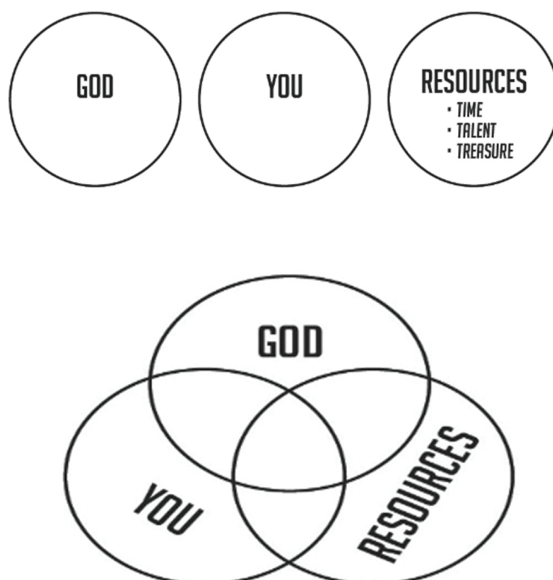 GOD
YOU
RESOURCES
• TIME
• TALENT
• TREASURE
GOD
YOU
RESOURCES